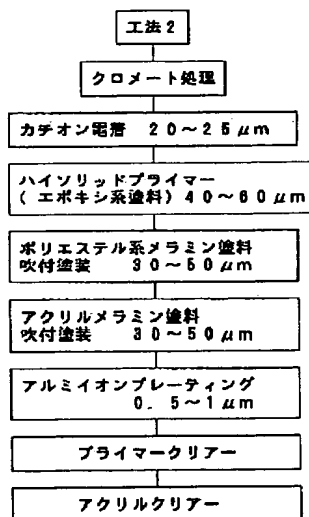 工法2
クロメート処理
カチオン電着 20〜25μm
ハイソリッドプライマー
(エポキシ系塗料)40〜60μm
ポリエステル系メラミン塗料
吹付塗装 30〜50μm
アクリルメラミン塗料
吹付塗装 30〜50μm
アルミイオンプレーティング
0.5〜1μm
プライマークリアー
アクリルクリアー